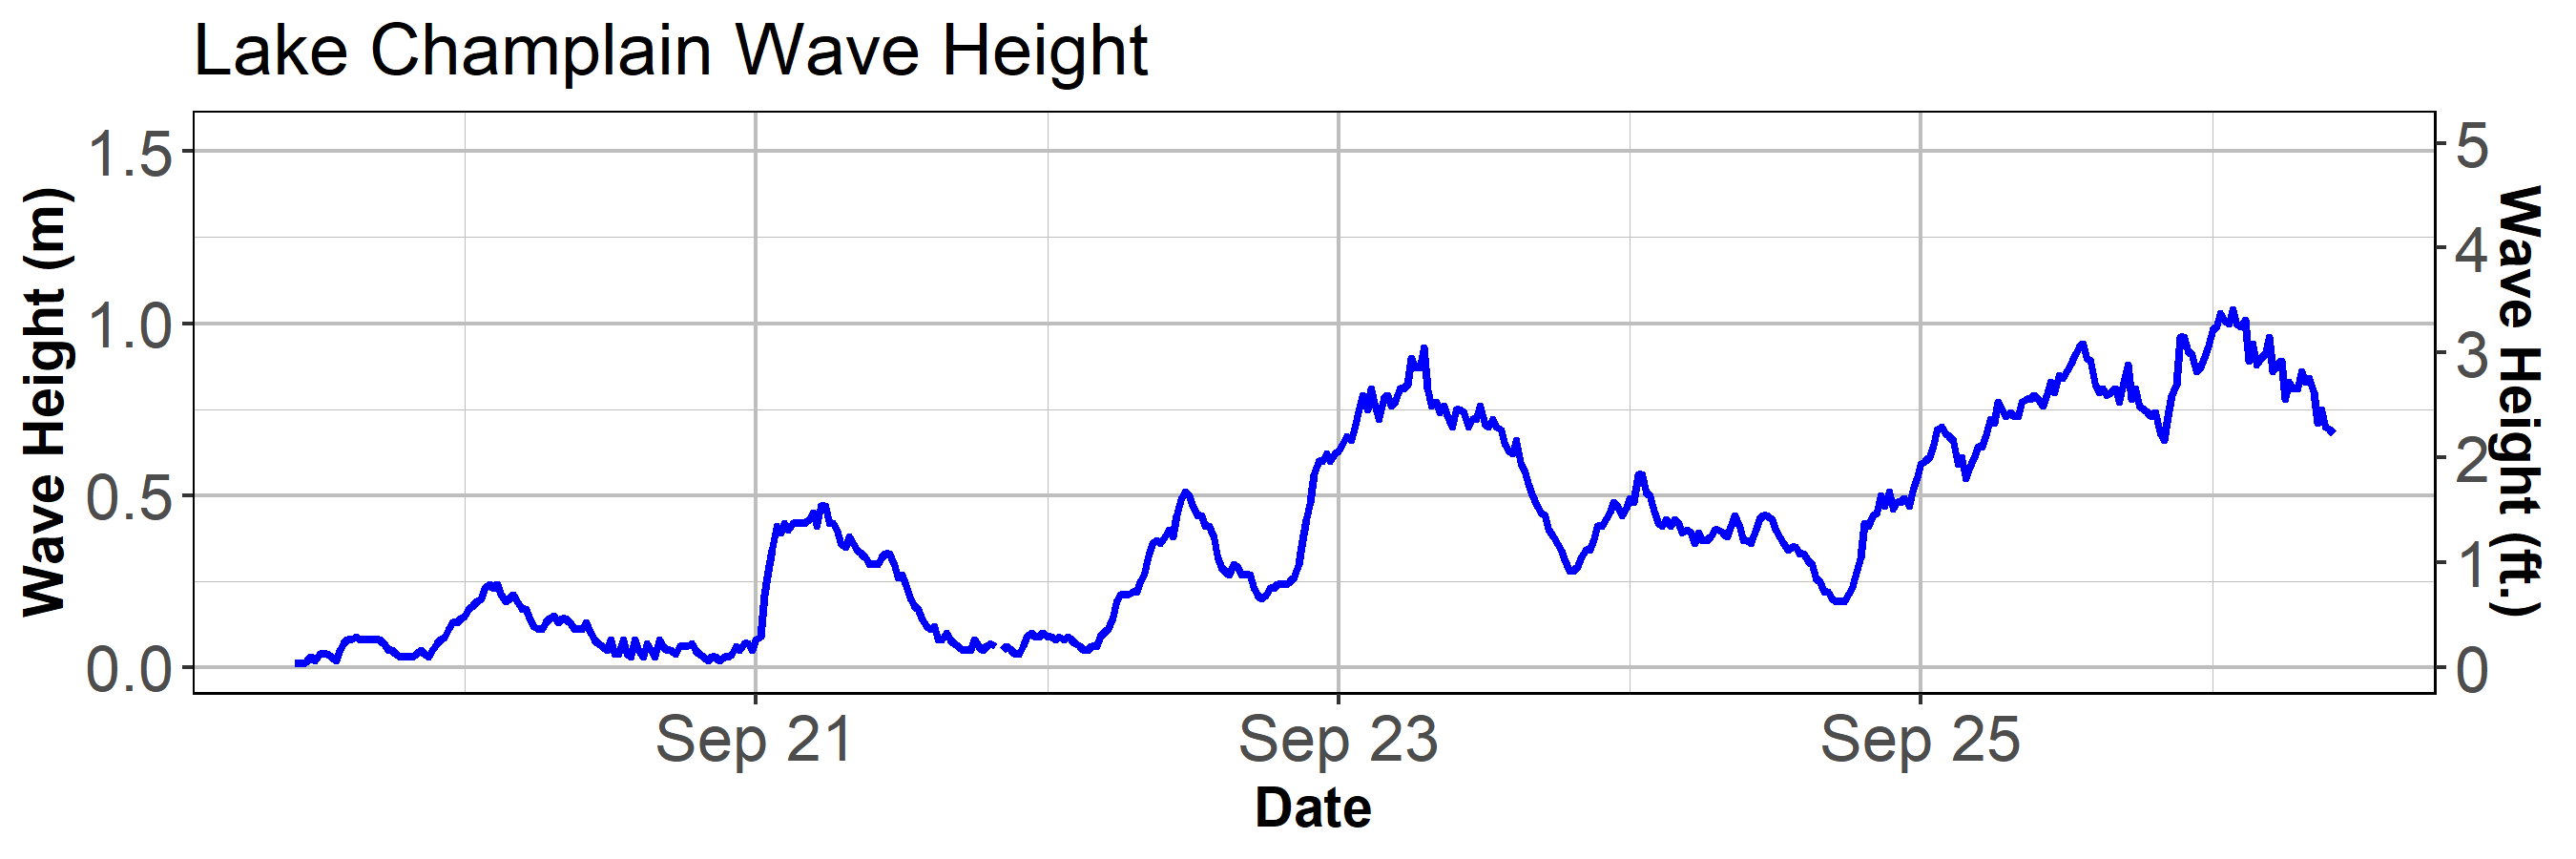 Lake Champlain Wave Height
Wave Height (m)
1.5
1.0
0.5
0.0
5
4
3
2
1
0
Wave Height (ft.)
Sep 21 Sep 23 Sep 25
Date